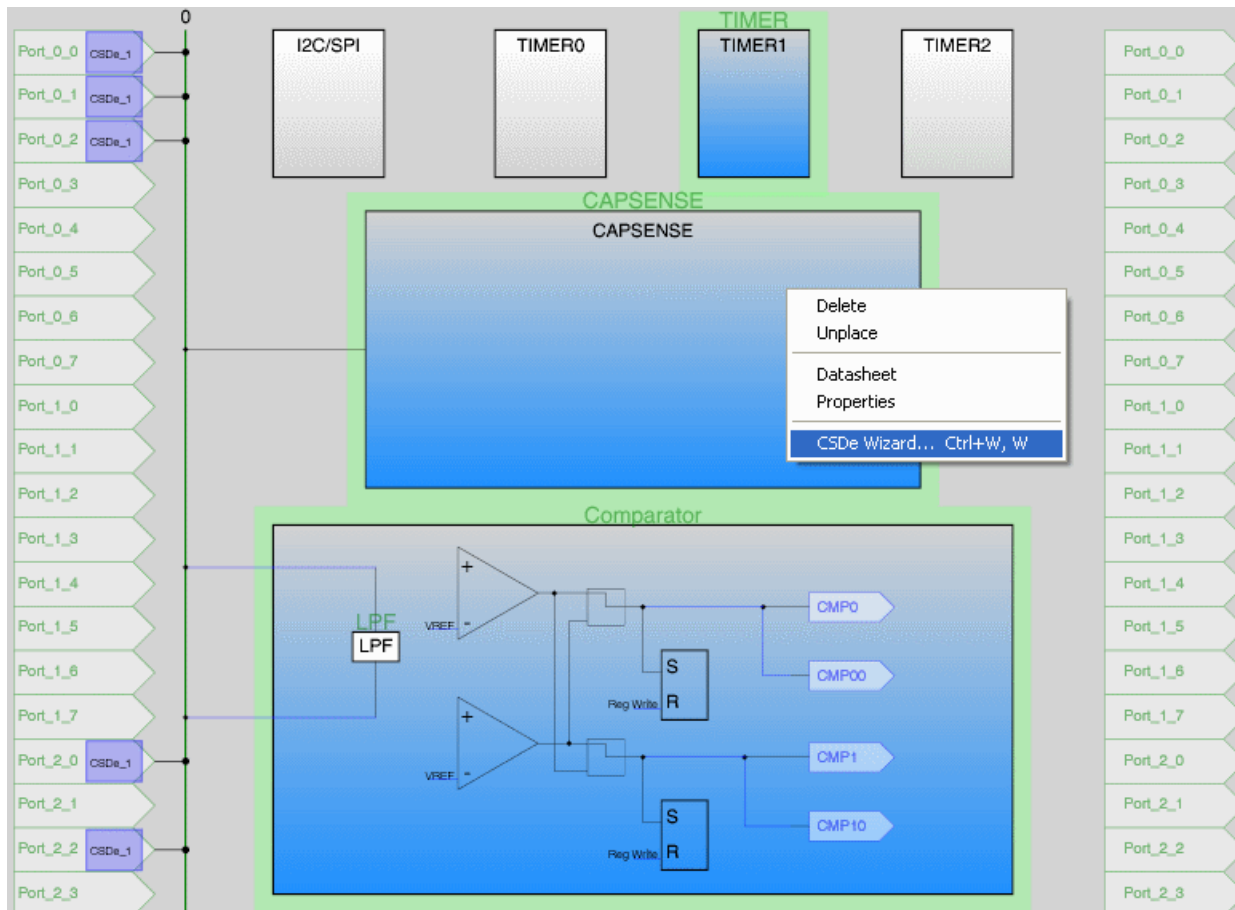 0
TIMER
I2C/SPI
TIMER0
TIMER1
TIMER2
Port_0_0 CSDe_1
Port_0_1 CSDe_1
Port_0_2 CSDe_1
Port_0_3
Port_0_4
Port_0_5
Port_0_6
Port_0_7
Port_1_0
Port_1_1
Port_1_2
Port_1_3
Port_1_4
Port_1_5
Port_1_6
Port_1_7
Port_2_0 CSDe_1
Port_2_1
Port_2_2 CSDe_1
Port_2_3
CAPSENSE
CAPSENSE
Delete
Unplace
Datasheet
Properties
CSDe Wizard... Ctrl+W, W
Comparator
LPF
LPF
+
VREF -
CMP0
CMP00
S
Reg Write R
+
VREF -
CMP1
CMP10
S
Reg Write R
Port_0_0
Port_0_1
Port_0_2
Port_0_3
Port_0_4
Port_0_5
Port_0_6
Port_0_7
Port_1_0
Port_1_1
Port_1_2
Port_1_3
Port_1_4
Port_1_5
Port_1_6
Port_1_7
Port_2_0
Port_2_1
Port_2_2
Port_2_3